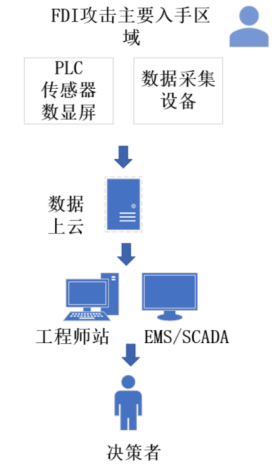 FDI攻击主要入手区
域
PLC
传感器
数显屏
数据采集
设备
数据
上云
工程师站
EMS/SCADA
决策者